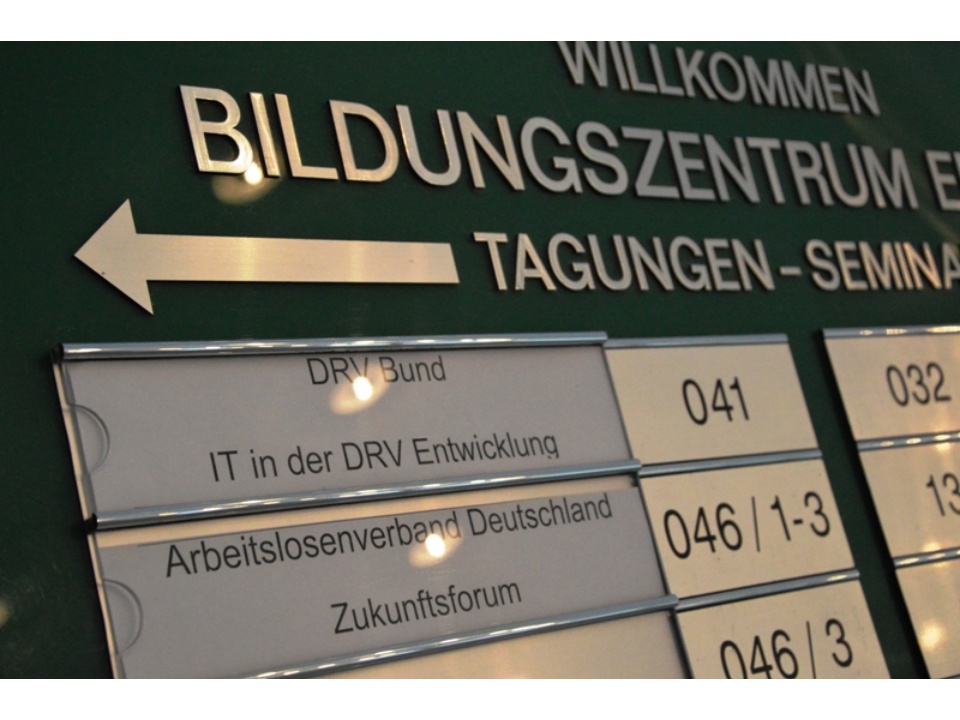 WILLKOMMEN
BILDUNGSZENTRUM
TAGUNGEN - SEMINA
DRV Bund
IT in der DRV Entwicklung
041
032
Arbeitslosenverband Deutschland
Zukunftsforum
046 / 1-3
13
046 / 3